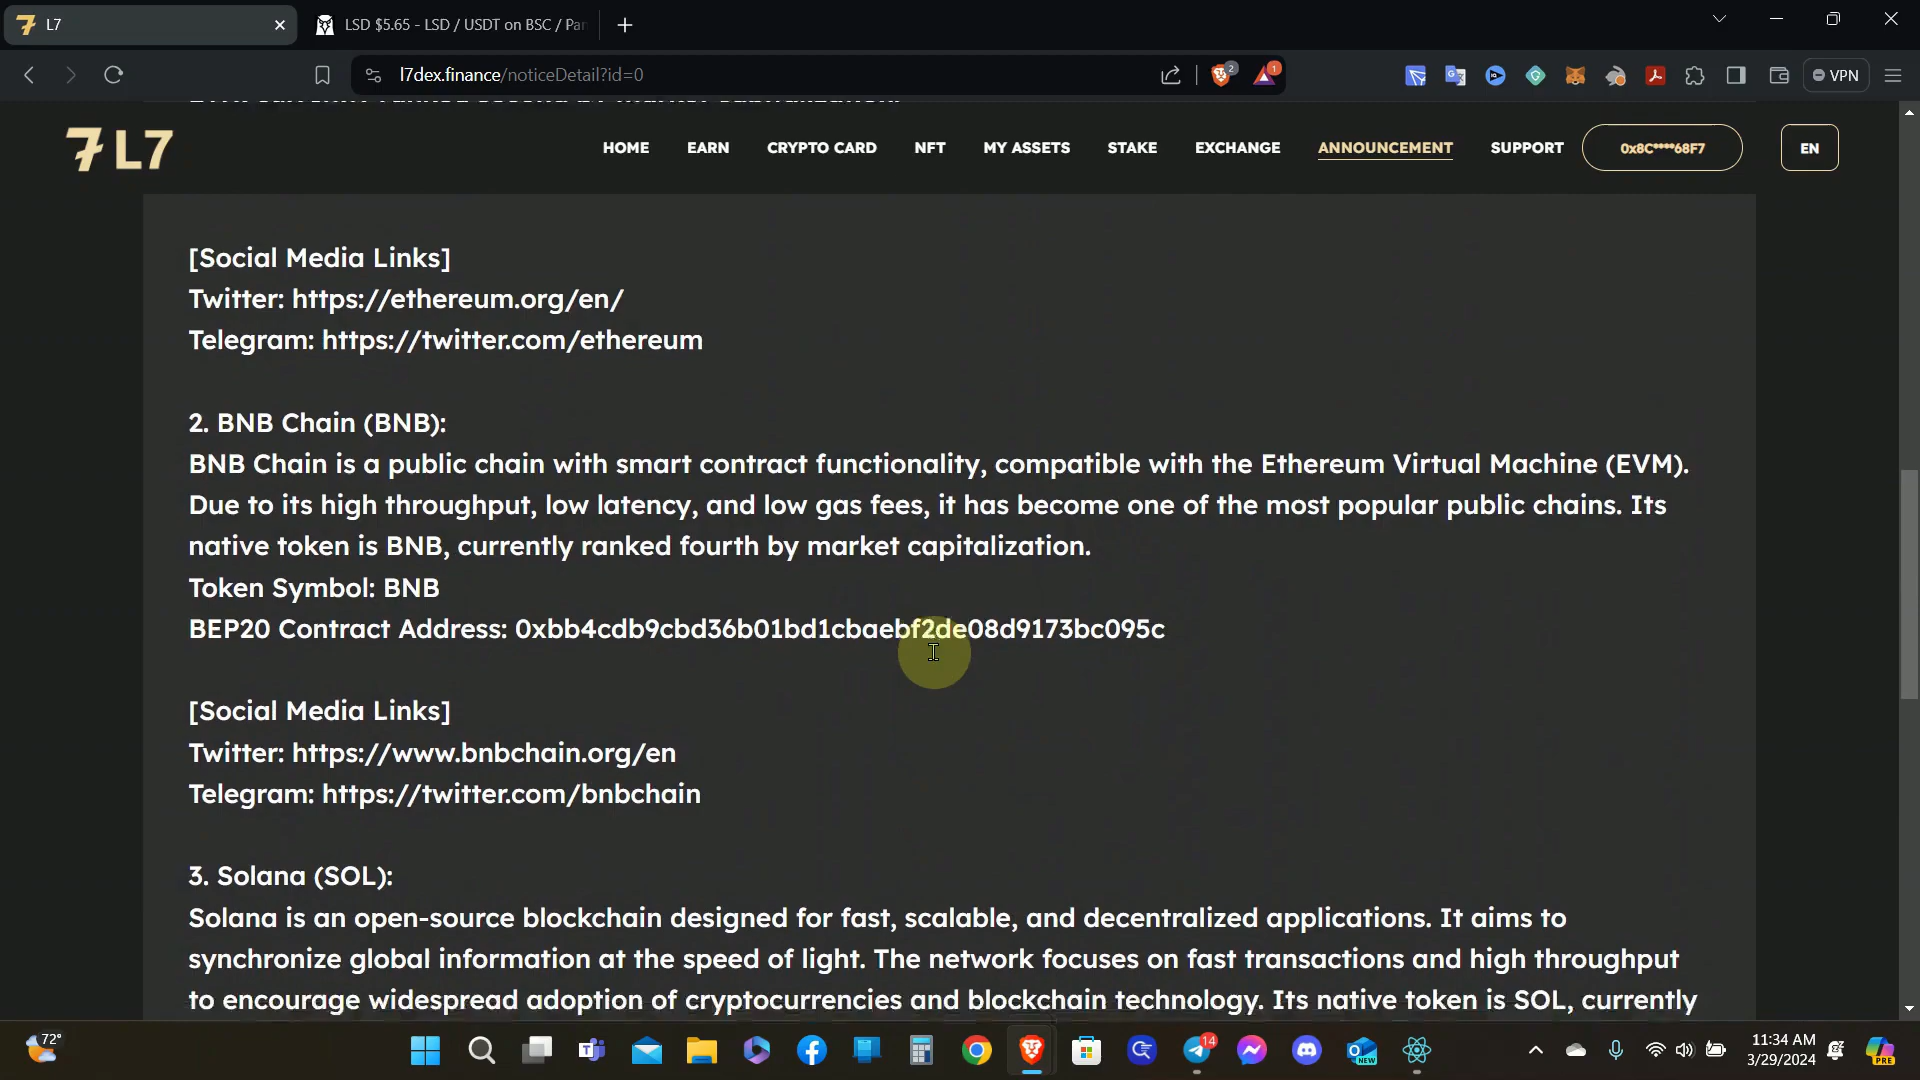 L7
LSD $5.65 - LSD / USDT on BSC / Pan
l7dex.finance/noticeDetail?id=0
2
1
VPN
L7
HOME
EARN
CRYPTO CARD
NFT
MY ASSETS
STAKE
EXCHANGE
ANNOUNCEMENT
SUPPORT
0x8C****68F7
EN
[Social Media Links]
Twitter: https://ethereum.org/en/
Telegram: https://twitter.com/ethereum
2. BNB Chain (BNB):
BNB Chain is a public chain with smart contract functionality, compatible with the Ethereum Virtual Machine (EVM).
Due to its high throughput, low latency, and low gas fees, it has become one of the most popular public chains. Its
native token is BNB, currently ranked fourth by market capitalization.
Token Symbol: BNB
BEP20 Contract Address: 0xbb4cdb9cbd36b01bd1cbaebf2de08d9173bc095c
[Social Media Links]
Twitter: https://www.bnbchain.org/en
Telegram: https://twitter.com/bnbchain
3. Solana (SOL):
Solana is an open-source blockchain designed for fast, scalable, and decentralized applications. It aims to
synchronize global information at the speed of light. The network focuses on fast transactions and high throughput
to encourage widespread adoption of cryptocurrencies and blockchain technology. Its native token is SOL, currently
72°
14
NEW
11:34 AM
3/29/2024
PRE